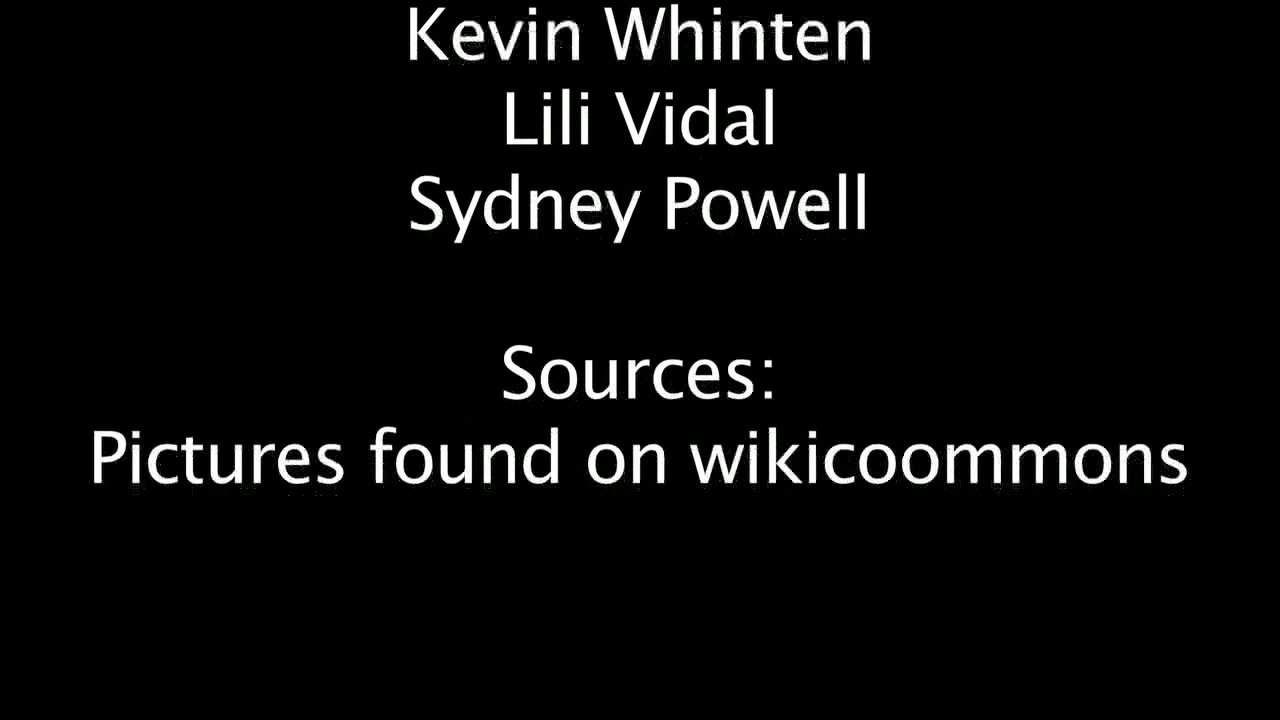 Kevin Whinten
Lili Vidal
Sydney Powell
Sources:
Pictures found on wikicoommons